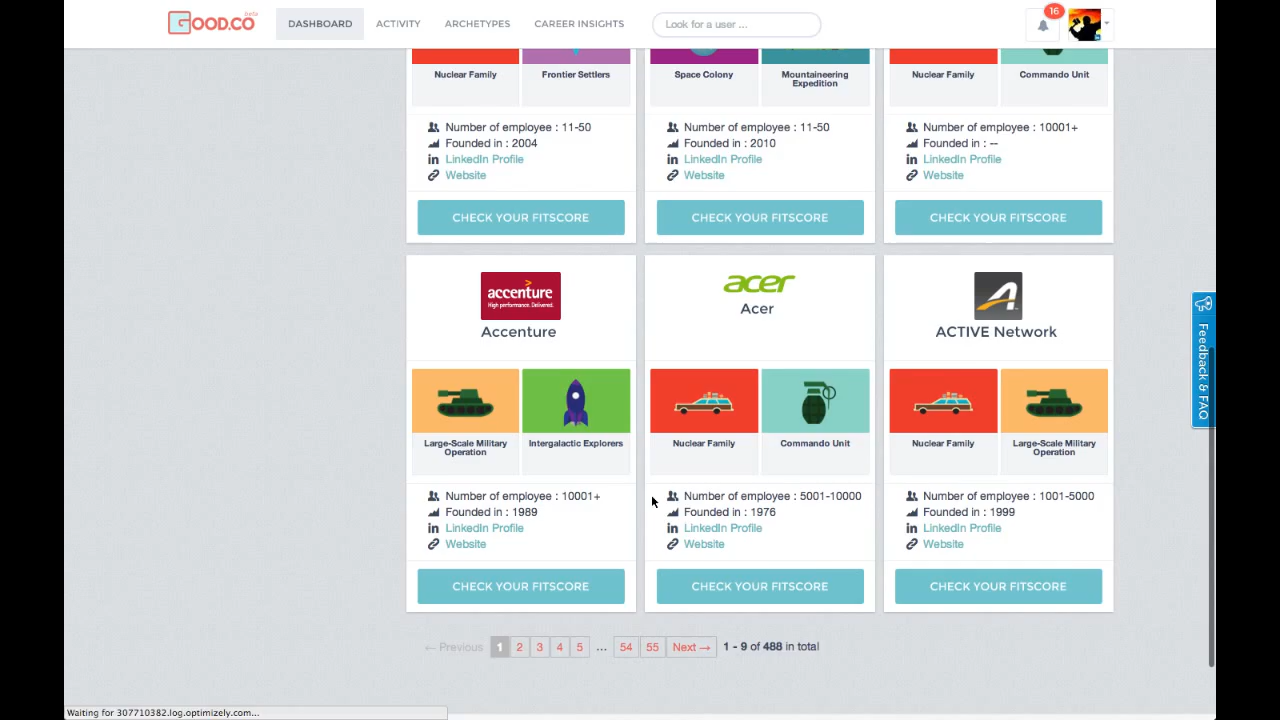 GOOD.CO beta
DASHBOARD
ACTIVITY
ARCHETYPES
CAREER INSIGHTS
Look for a user ...
16
Nuclear Family
Frontier Settlers
Number of employee : 11-50
Founded in : 2004
LinkedIn Profile
Website
CHECK YOUR FITSCORE
Space Colony
Mountaineering
Expedition
Number of employee : 11-50
Founded in : 2010
LinkedIn Profile
Website
CHECK YOUR FITSCORE
Nuclear Family
Commando Unit
Number of employee : 10001+
Founded in : --
LinkedIn Profile
Website
CHECK YOUR FITSCORE
accenture
High performance. Delivered.
Accenture
Large-Scale Military
Operation
Intergalactic Explorers
Number of employee : 10001+
Founded in : 1989
LinkedIn Profile
Website
CHECK YOUR FITSCORE
acer
Acer
Nuclear Family
Commando Unit
Number of employee : 5001-10000
Founded in : 1976
LinkedIn Profile
Website
CHECK YOUR FITSCORE
ACTIVE Network
Nuclear Family
Large-Scale Military
Operation
Number of employee : 1001-5000
Founded in : 1999
LinkedIn Profile
Website
CHECK YOUR FITSCORE
Feedback & FAQ
← Previous 1 2 3 4 5 ... 54 55 Next → 1 - 9 of 488 in total
Waiting for 307710382.log.optimizely.com...